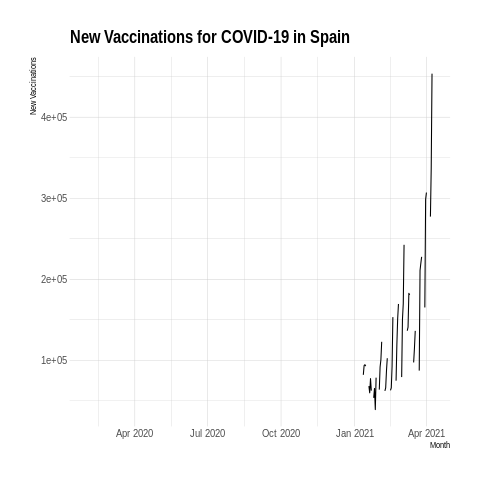 New Vaccinations for COVID-19 in Spain
New Vaccinations
4e+05
3e+05
2e+05
1e+05
Apr 2020 Jul 2020 Oct 2020 Jan 2021 Apr 2021
Month